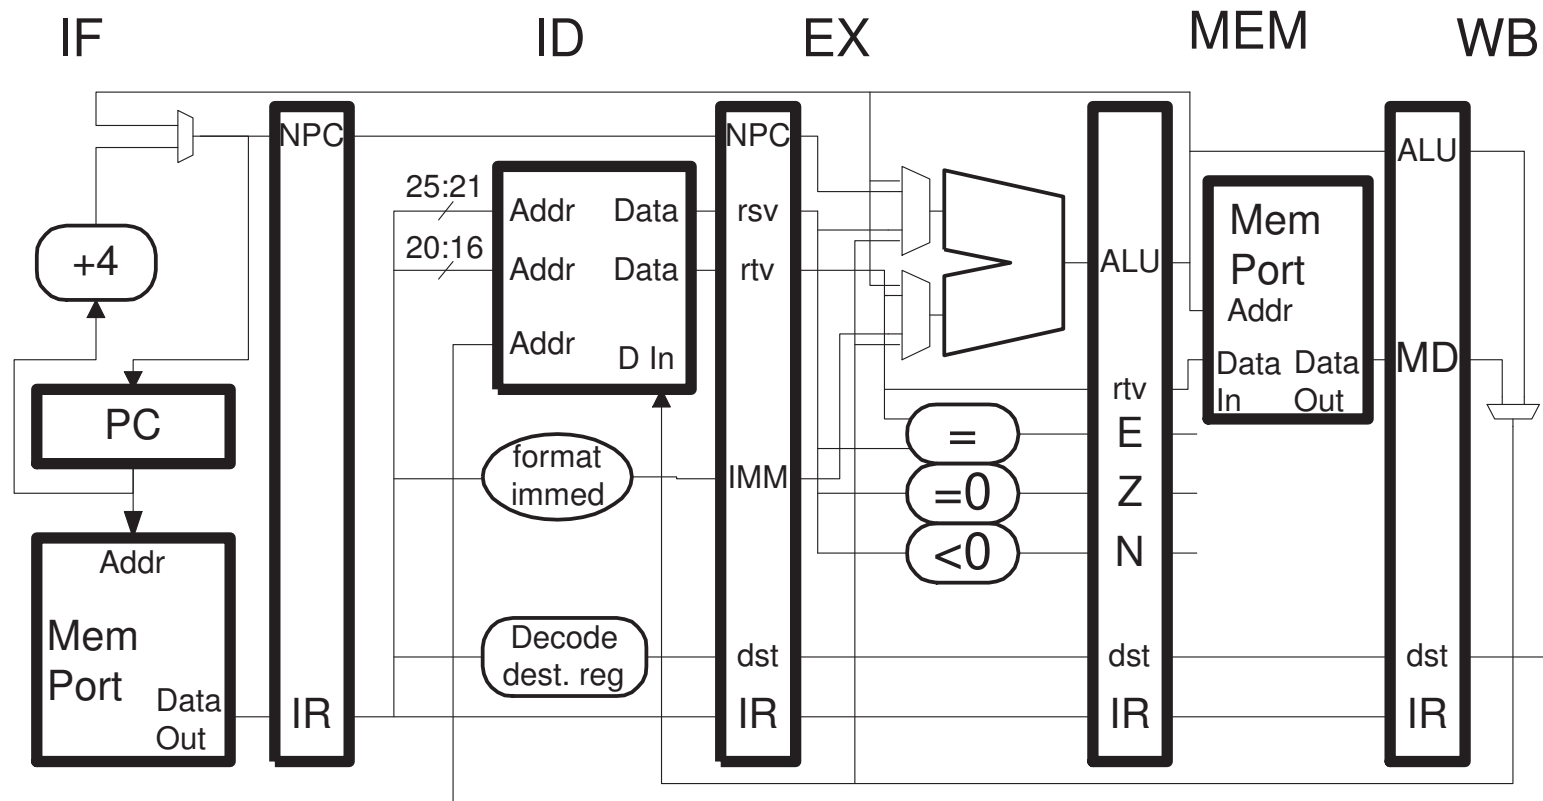 IF ID EX MEM WB
NPC
NPC
ALU
25:21
Addr Data
rsv
20:16
Addr Data
rtv
Addr
D In
+4
ALU
Mem
Port
Addr
Data Data
In Out
MD
PC
rtv
=
E
format
immed
IMM
=0
Z
<0
N
Addr
Mem
Port
Data
Out
Decode
dest. reg
dst
dst
dst
IR
IR
IR
IR